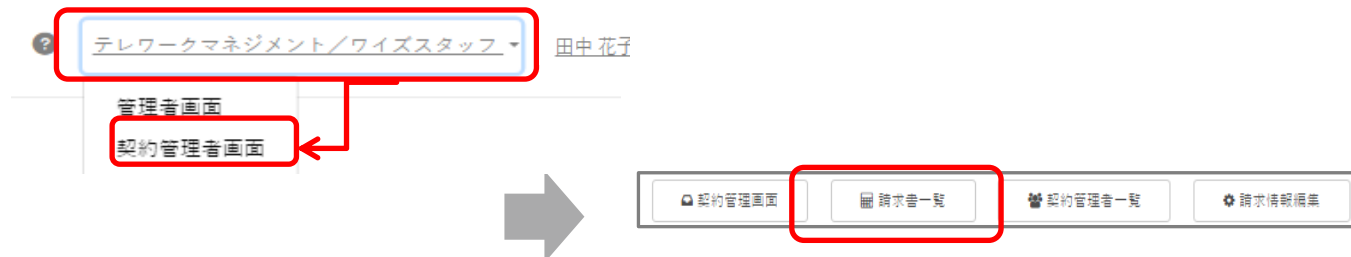 テレワークマネジメント／ワイズスタッフ
田中 花子
管理者画面
契約管理者画面
契約管理画面
請求書一覧
契約管理者一覧
請求情報編集